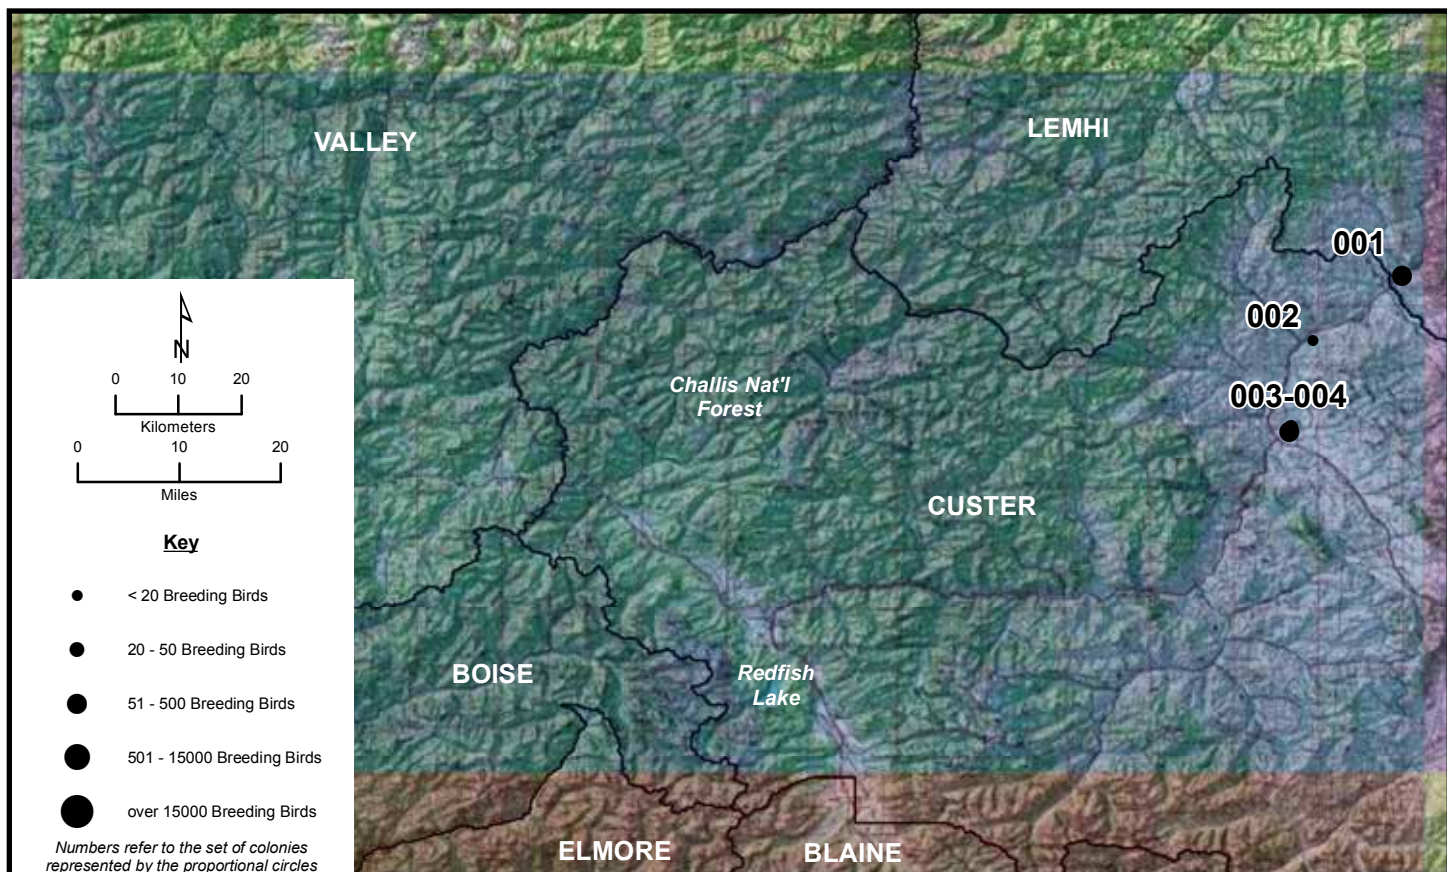 VALLEY
LEMHI
001
002
003-004
Challis Nat'l
Forest
CUSTER
BOISE
Redfish
Lake
ELMORE
BLAINE
N
0 10 20
Kilometers
0 10 20
Miles
Key
< 20 Breeding Birds
20 - 50 Breeding Birds
51 - 500 Breeding Birds
501 - 15000 Breeding Birds
over 15000 Breeding Birds
Numbers refer to the set of colonies
represented by the proportional circles